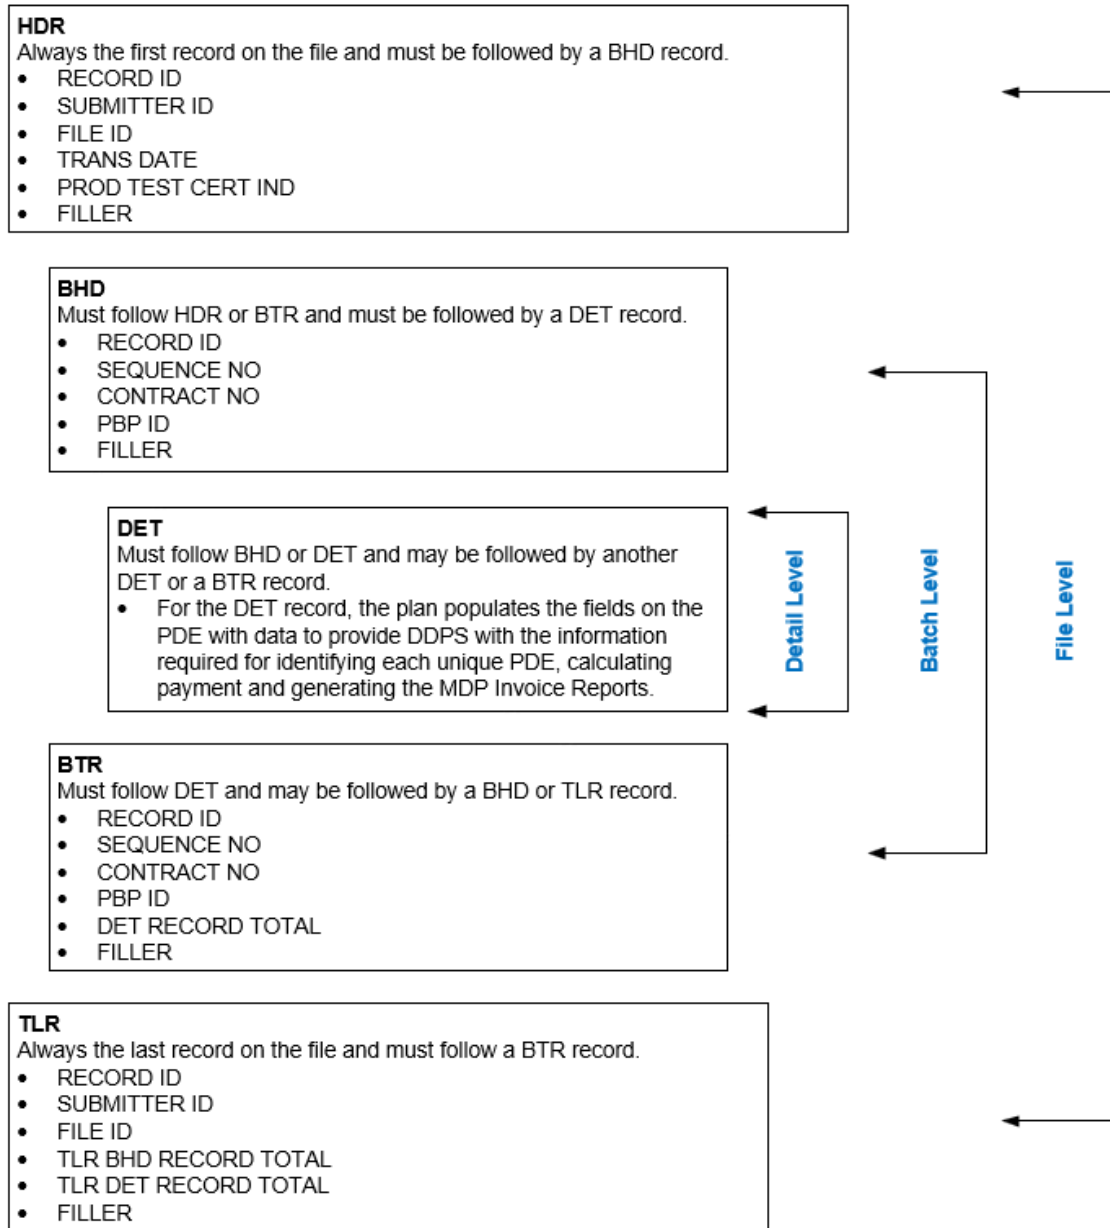 HDR
Always the first record on the file and must be followed by a BHD record.
• RECORD ID
• SUBMITTER ID
• FILE ID
• TRANS DATE
• PROD TEST CERT IND
• FILLER
BHD
Must follow HDR or BTR and must be followed by a DET record.
• RECORD ID
• SEQUENCE NO
• CONTRACT NO
• PBP ID
• FILLER
DET
Must follow BHD or DET and may be followed by another
DET or a BTR record.
• For the DET record, the plan populates the fields on the
PDE with data to provide DDPS with the information
required for identifying each unique PDE, calculating
payment and generating the MDP Invoice Reports.
Detail Level
Batch Level
File Level
BTR
Must follow DET and may be followed by a BHD or TLR record.
• RECORD ID
• SEQUENCE NO
• CONTRACT NO
• PBP ID
• DET RECORD TOTAL
• FILLER
TLR
Always the last record on the file and must follow a BTR record.
• RECORD ID
• SUBMITTER ID
• FILE ID
• TLR BHD RECORD TOTAL
• TLR DET RECORD TOTAL
• FILLER